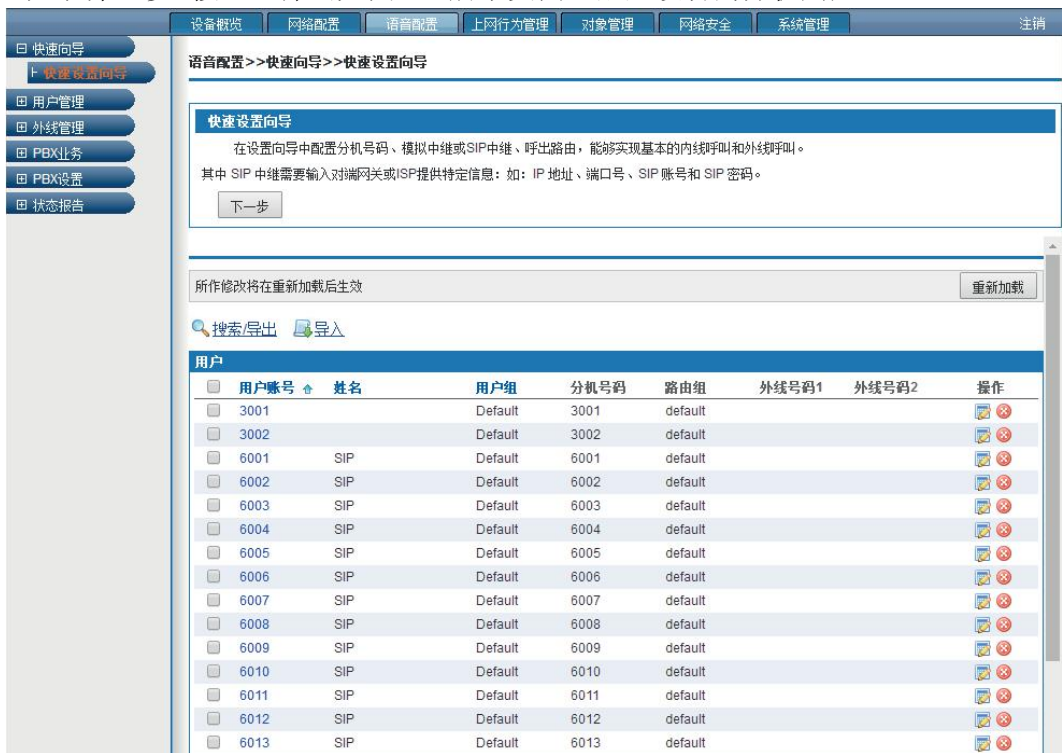 设备概览 网络配置 语音配置 上网行为管理 对象管理 网络安全 系统管理 注销
快速向导
快速设置向导
用户管理
外线管理
PBX业务
PBX设置
状态报告
语音配置>>快速向导>>快速设置向导
快速设置向导
在设置向导中配置分机号码、模拟中继或SIP中继、呼出路由，能够实现基本的内线呼叫和外线呼叫。
其中 SIP 中继需要输入对端网关或ISP提供特定信息：如：IP 地址、端口号、SIP 账号和 SIP 密码。
下一步
所作修改将在重新加载后生效 重新加载
搜索/导出 导入
用户
用户账号 姓名 用户组 分机号码 路由组 外线号码1 外线号码2 操作
3001 Default 3001 default
3002 Default 3002 default
6001 SIP Default 6001 default
6002 SIP Default 6002 default
6003 SIP Default 6003 default
6004 SIP Default 6004 default
6005 SIP Default 6005 default
6006 SIP Default 6006 default
6007 SIP Default 6007 default
6008 SIP Default 6008 default
6009 SIP Default 6009 default
6010 SIP Default 6010 default
6011 SIP Default 6011 default
6012 SIP Default 6012 default
6013 SIP Default 6013 default